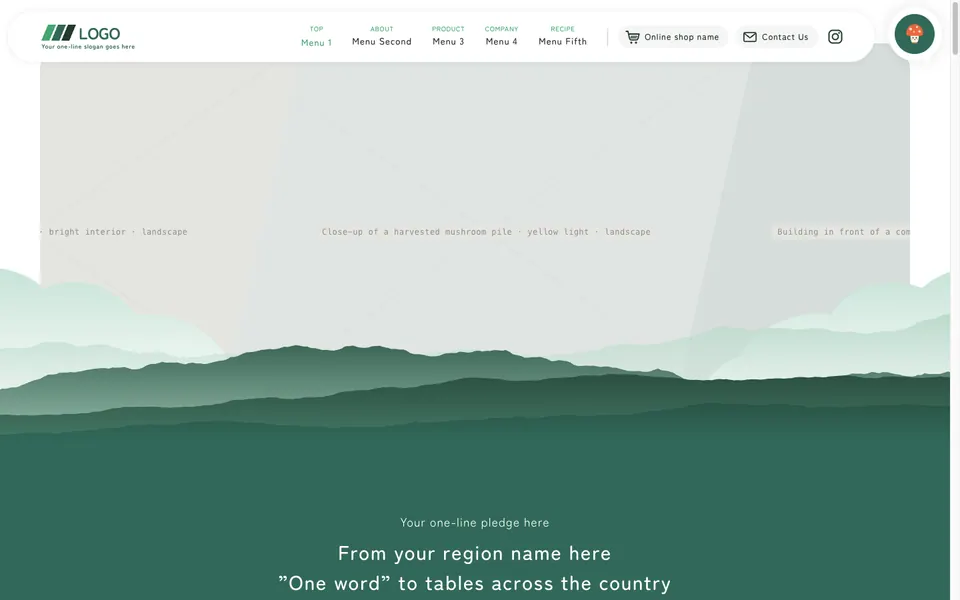 LOGO
Your one-line slogan goes here
TOP
Menu 1
ABOUT
Menu Second
PRODUCT
Menu 3
COMPANY
Menu 4
RECIPE
Menu Fifth
Online shop name
Contact Us
· bright interior · landscape
Close-up of a harvested mushroom pile · yellow light · landscape
Building in front of a com
Your one-line pledge here
From your region name here
”One word” to tables across the country